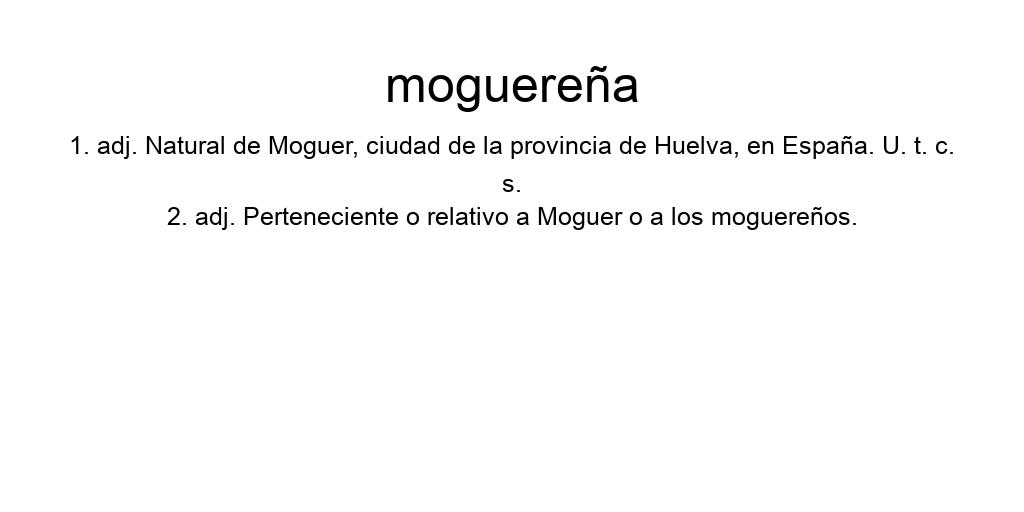 moguereña
1. adj. Natural de Moguer, ciudad de la provincia de Huelva, en España. U. t. c.
s.
2. adj. Perteneciente o relativo a Moguer o a los moguereños.